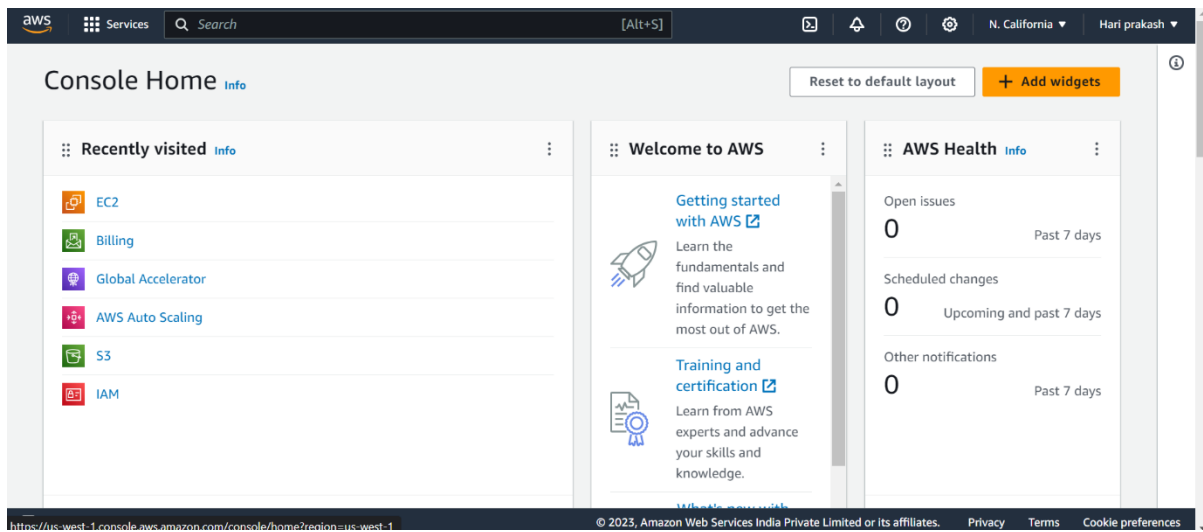 aws Services Search [Alt+S] N. California ▼ Hari prakash ▼
Console Home Info
Reset to default layout
+ Add widgets
Recently visited Info
EC2
Billing
Global Accelerator
AWS Auto Scaling
S3
IAM
Welcome to AWS
Getting started
with AWS
Learn the
fundamentals and
find valuable
information to get the
most out of AWS.
Training and
certification
Learn from AWS
experts and advance
your skills and
knowledge.
What's new with
AWS Health Info
Open issues
0 Past 7 days
Scheduled changes
0 Upcoming and past 7 days
Other notifications
0 Past 7 days
https://us-west-1.console.aws.amazon.com/console/home?region=us-west-1
© 2023, Amazon Web Services India Private Limited or its affiliates. Privacy Terms Cookie preferences